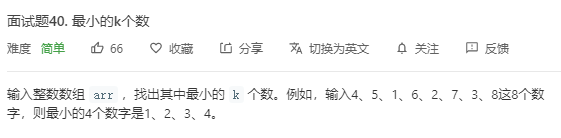 面试题40. 最小的k个数
难度 简单 66 收藏 分享 切换为英文 关注 反馈
输入整数数组 arr ，找出其中最小的 k 个数。例如，输入4、5、1、6、2、7、3、8这8个数
字，则最小的4个数字是1、2、3、4。